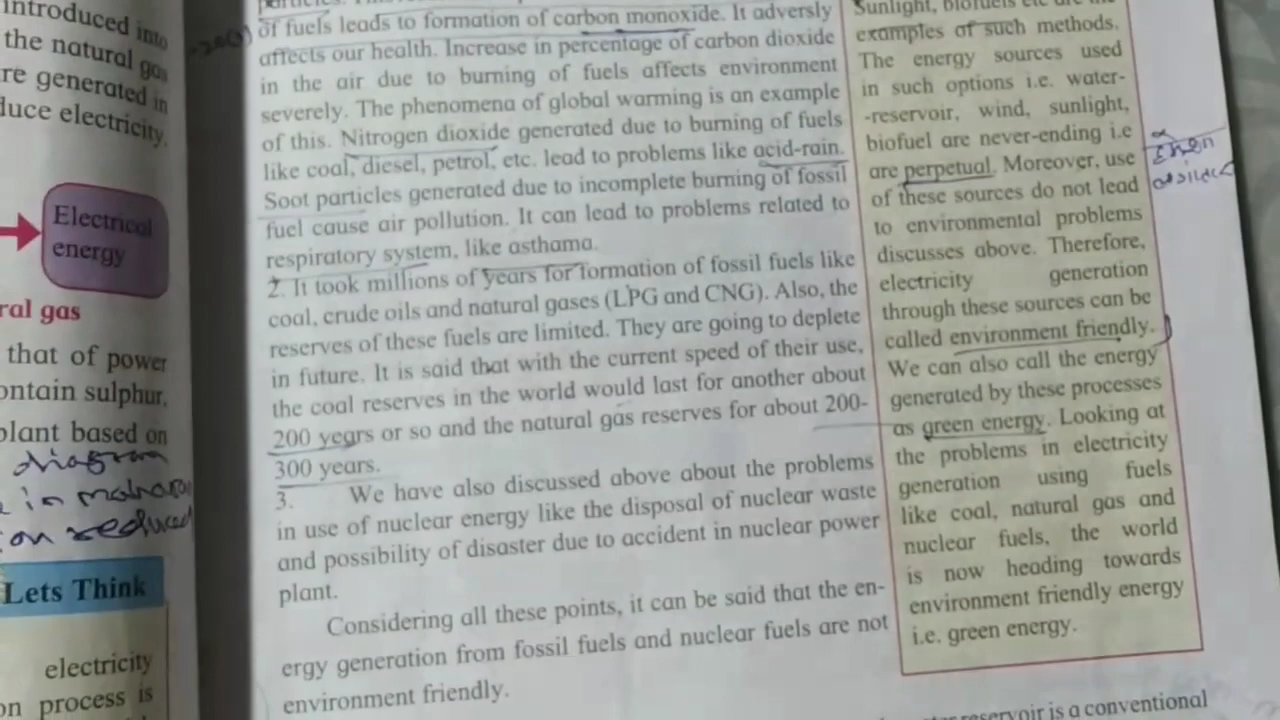 introduced into
the natural gas
re generated in
duce electricity.
Electrical
energy
ral gas
that of power
ontain sulphur,
plant based on
diagram
in
on reduced
Lets Think
electricity
on process is
of fuels leads to formation of carbon monoxide. It adversly
affects our health. Increase in percentage of carbon dioxide
in the air due to burning of fuels affects environment
severely. The phenomena of global warming is an example
of this. Nitrogen dioxide generated due to burning of fuels
like coal, diesel, petrol, etc. lead to problems like acid-rain.
Soot particles generated due to incomplete burning of fossil
fuel cause air pollution. It can lead to problems related to
respiratory system, like asthama.
2. It took millions of years for formation of fossil fuels like
coal, crude oils and natural gases (LPG and CNG). Also, the
reserves of these fuels are limited. They are going to deplete
in future. It is said that with the current speed of their use,
the coal reserves in the world would last for another about
200 years or so and the natural gas reserves for about 200-
300 years.
3. We have also discussed above about the problems
in use of nuclear energy like the disposal of nuclear waste
and possibility of disaster due to accident in nuclear power
plant.
Considering all these points, it can be said that the en-
ergy generation from fossil fuels and nuclear fuels are not
environment friendly.
Sunlight, biofuels etc are the
examples of such methods.
The energy sources used
in such options i.e. water-
-reservoir, wind, sunlight,
biofuel are never-ending i.e
are perpetual. Moreover, use
of these sources do not lead
to environmental problems
discusses above. Therefore,
electricity generation
through these sources can be
called environment friendly.
We can also call the energy
generated by these processes
as green energy. Looking at
the problems in electricity
generation using fuels
like coal, natural gas and
nuclear fuels, the world
is now heading towards
environment friendly energy
i.e. green energy.
reservoir is a conventional